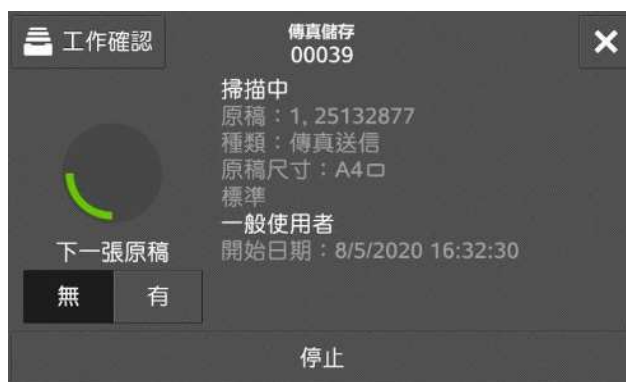 工作確認
傳真儲存
00039
掃描中
原稿：1, 25132877
種類：傳真送信
原稿尺寸：A4
標準
一般使用者
開始日期：8/5/2020 16:32:30
下一張原稿
無
有
停止